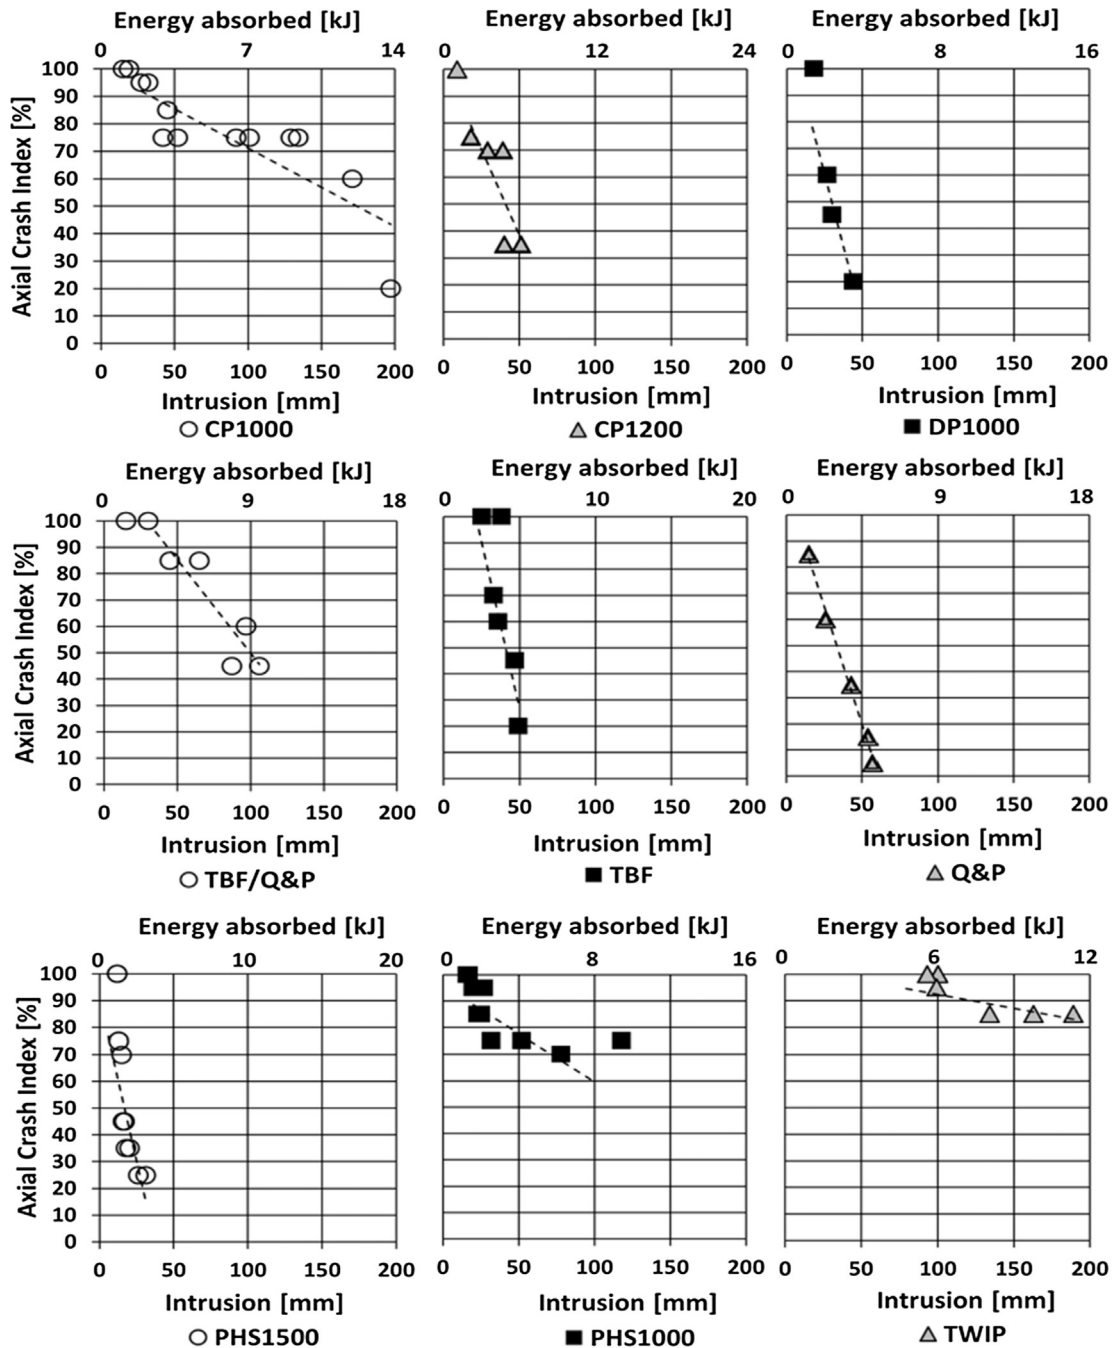 Energy absorbed [kJ]
0 7 14
Axial Crash Index [%]
100
90
80
70
60
50
40
30
20
10
0
0 50 100 150 200
Intrusion [mm]
CP1000
Energy absorbed [kJ]
0 12 24
0 50 100 150 200
Intrusion [mm]
CP1200
Energy absorbed [kJ]
0 8 16
0 50 100 150 200
Intrusion [mm]
DP1000
Energy absorbed [kJ]
0 9 18
Axial Crash Index [%]
100
90
80
70
60
50
40
30
20
10
0
0 50 100 150 200
Intrusion [mm]
TBF/Q&P
Energy absorbed [kJ]
0 10 20
0 50 100 150 200
Intrusion [mm]
TBF
Energy absorbed [kJ]
0 9 18
0 50 100 150 200
Intrusion [mm]
Q&P
Energy absorbed [kJ]
0 10 20
Axial Crash Index [%]
100
90
80
70
60
50
40
30
20
10
0
0 50 100 150 200
Intrusion [mm]
PHS1500
Energy absorbed [kJ]
0 8 16
0 50 100 150 200
Intrusion [mm]
PHS1000
Energy absorbed [kJ]
0 6 12
0 50 100 150 200
Intrusion [mm]
TWIP